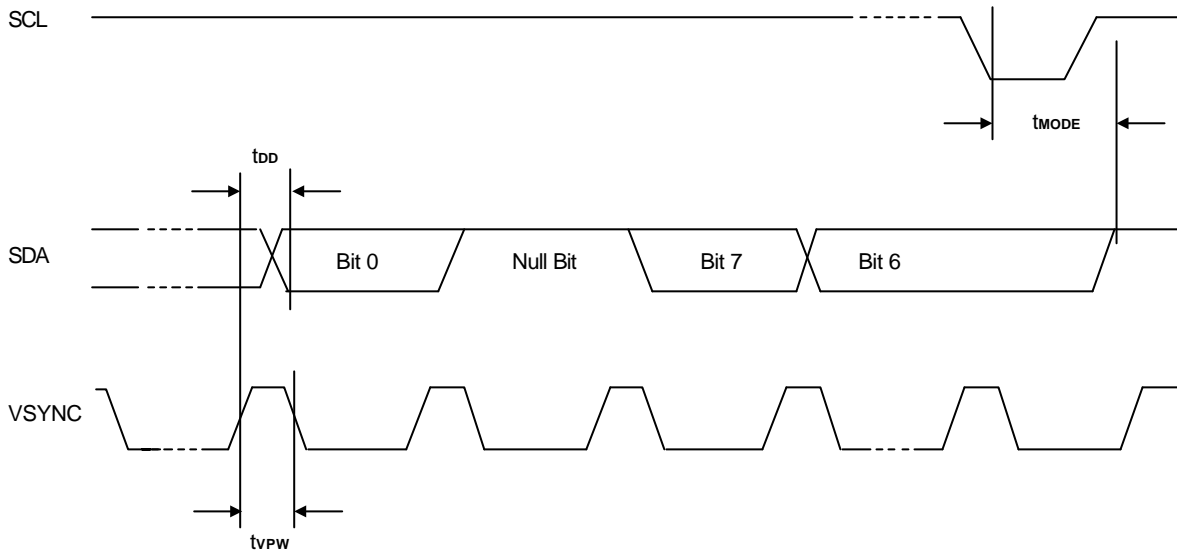 SCL
tMODE
tDD
SDA
Bit 0
Null Bit
Bit 7
Bit 6
VSYNC
tVPW